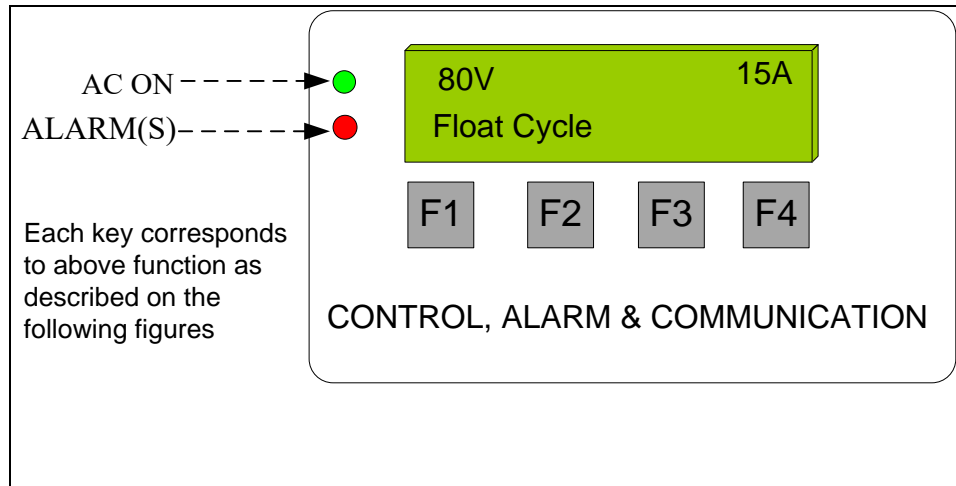 AC ON
ALARM(S)
80V 15A
Float Cycle
F1 F2 F3 F4
Each key corresponds
to above function as
described on the
following figures
CONTROL, ALARM & COMMUNICATION